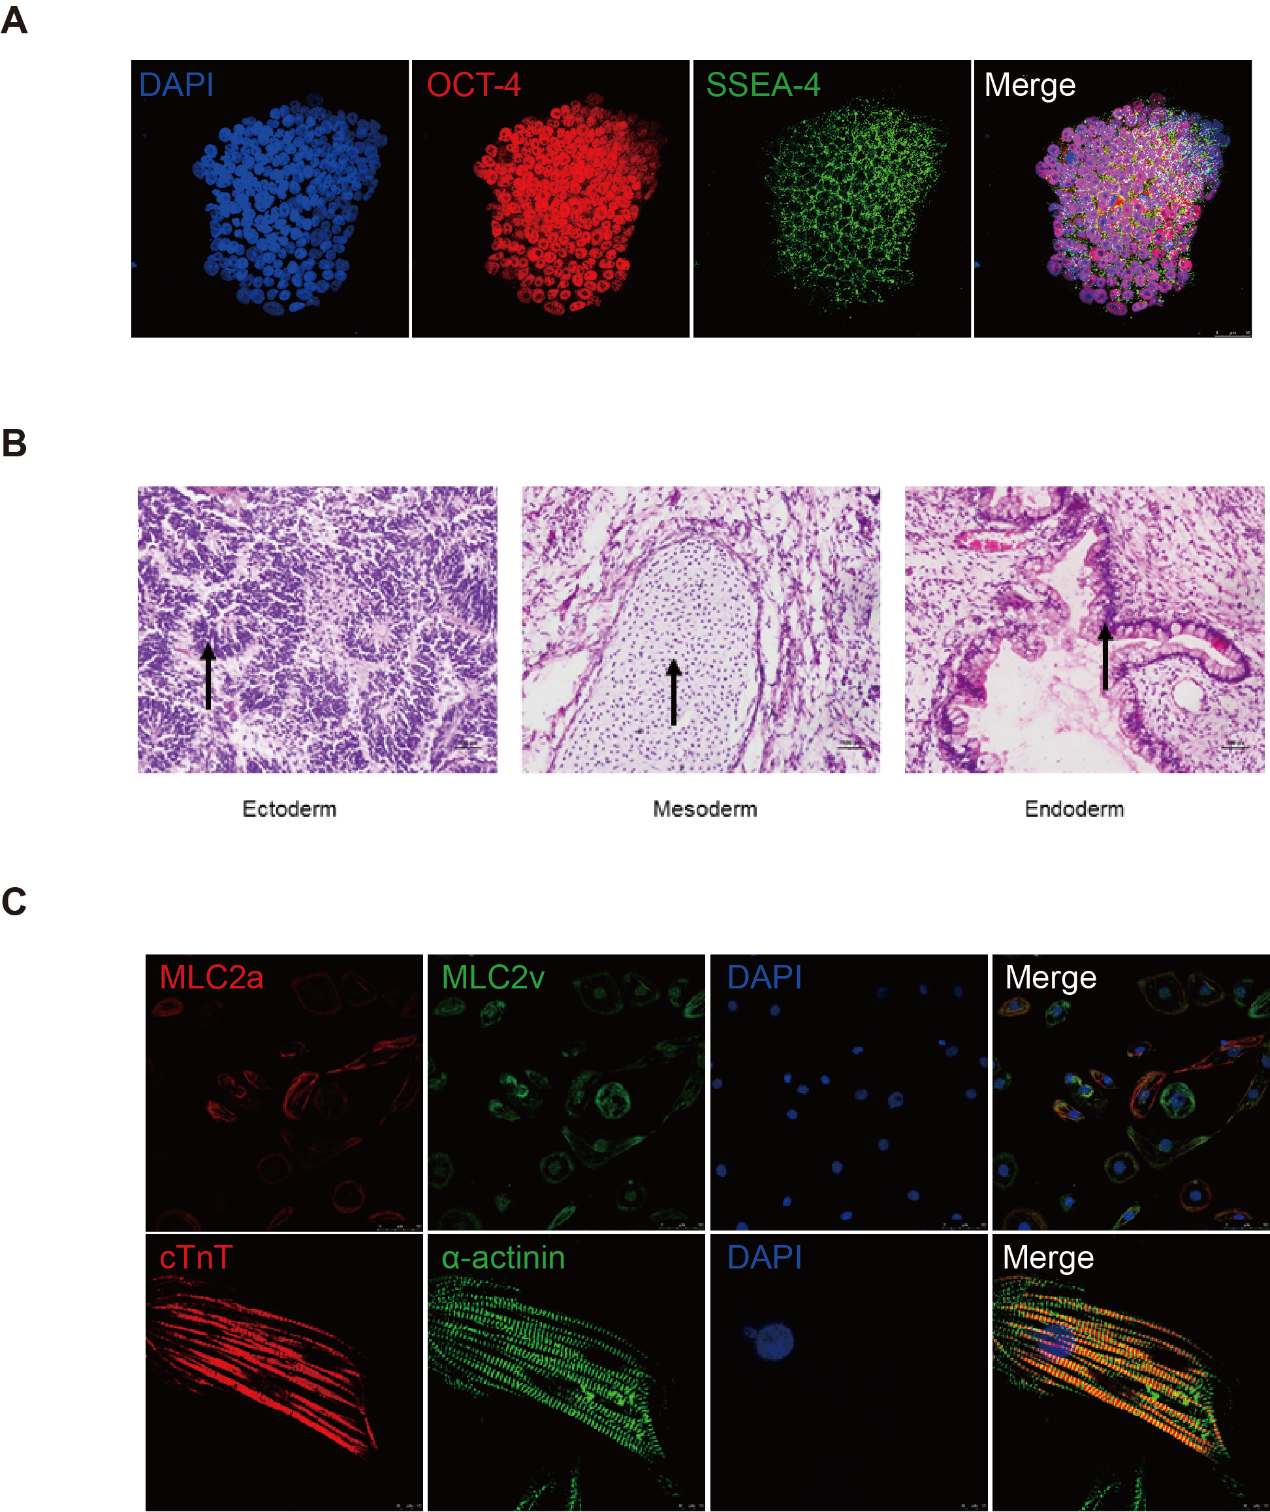 A
DAPI
OCT-4
SSEA-4
Merge
B
Ectoderm
Mesoderm
Endoderm
C
MLC2a
MLC2v
DAPI
Merge
cTnT
α-actinin
DAPI
Merge